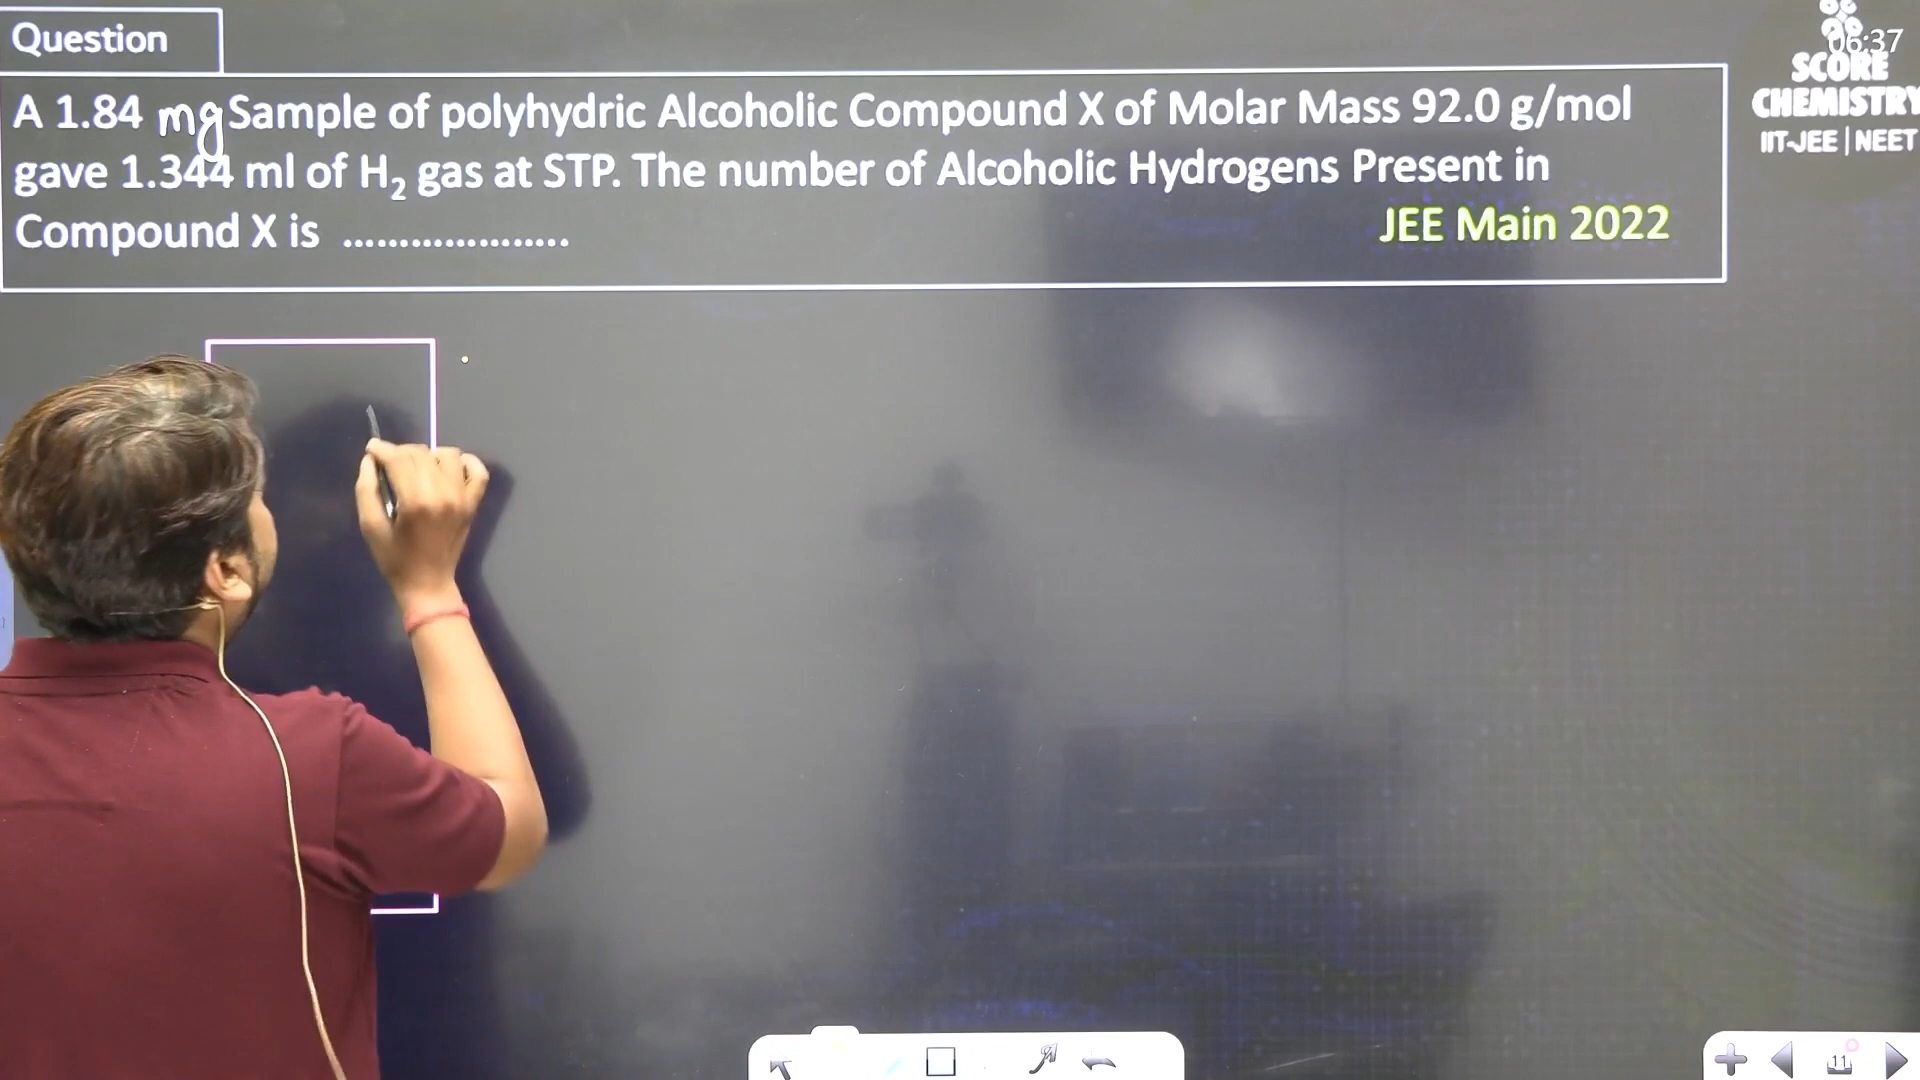 Question
06:37
SCORE
CHEMISTRY
IIT-JEE | NEET
A 1.84 mg Sample of polyhydric Alcoholic Compound X of Molar Mass 92.0 g/mol
gave 1.344 ml of H₂ gas at STP. The number of Alcoholic Hydrogens Present in
Compound X is ....................
JEE Main 2022
11